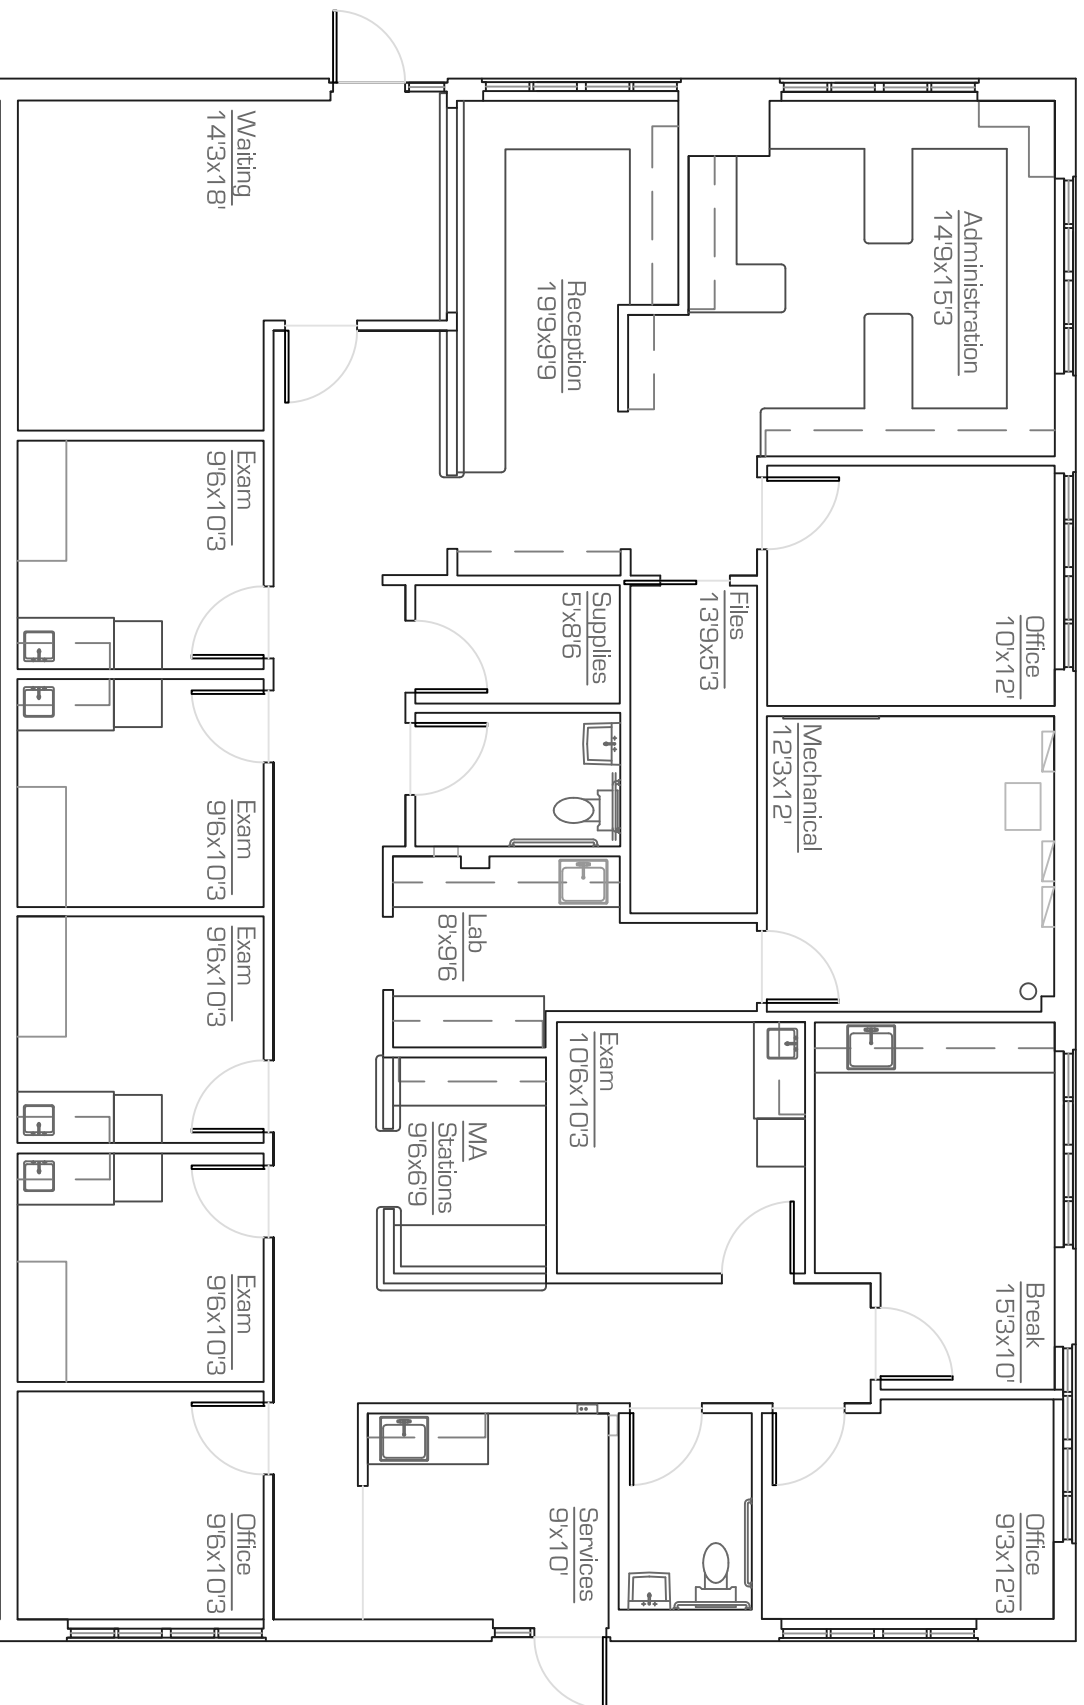 Waiting
14'3x18'
Reception
19'9x9'9
Administration
14'9x15'3
Exam
9'6x10'3
Supplies
5'x8'6
Files
13'9x5'3
Office
10'x12'
Mechanical
12'3x12'
Exam
9'6x10'3
Exam
9'6x10'3
Lab
8'x9'6
Exam
10'6x10'3
MA
Stations
9'6x6'9
Exam
9'6x10'3
Break
15'3x10'
Office
9'6x10'3
Services
9'x10'
Office
9'3x12'3